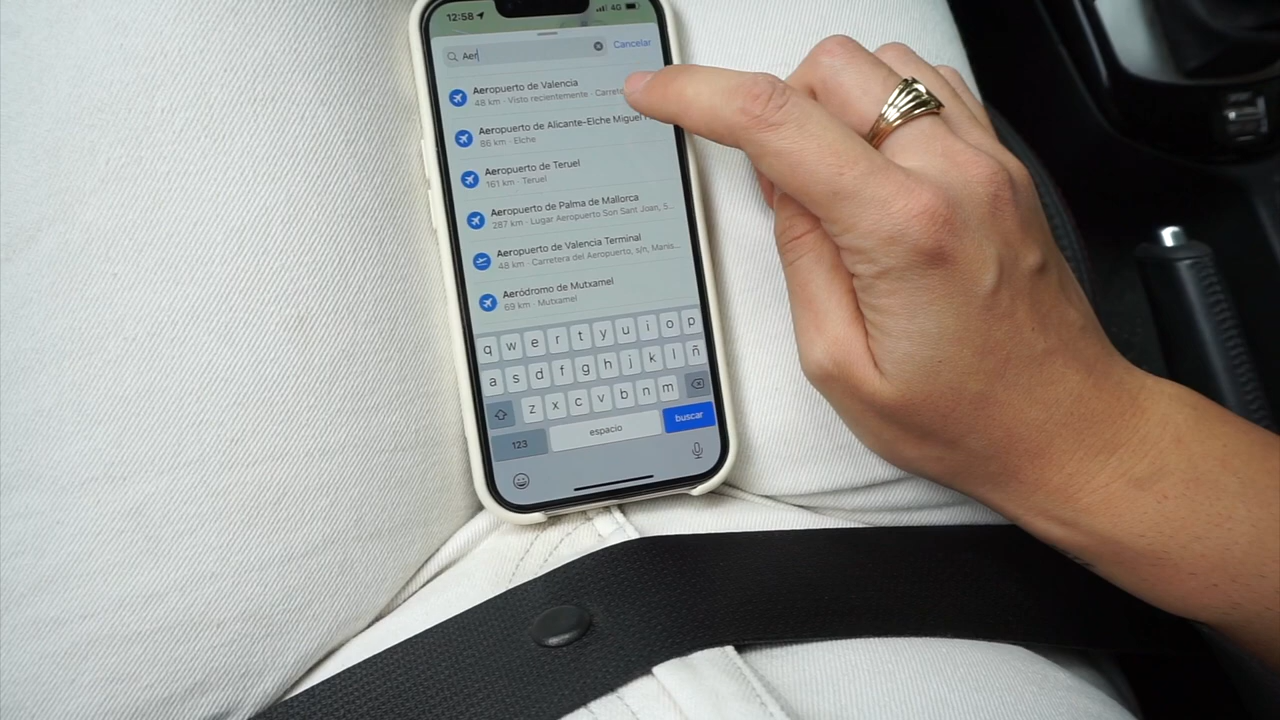 12:58
4G
Aer
Cancelar
Aeropuerto de Valencia
48 km · Visto recientemente ·
Aeropuerto de Alicante-Elche Miguel
86 km · Elche
Aeropuerto de Teruel
161 km · Teruel
Aeropuerto de Palma de Mallorca
287 km · Lugar Aeropuerto Son Sant Joan, 5...
Aeropuerto de Valencia Terminal
48 km · Carretera del Aeropuerto, s/n, Manis...
Aeródromo de Mutxamel
69 km · Mutxamel
q w e r t y u i o p
a s d f g h j k l ñ
z x c v b n m
123 espacio buscar